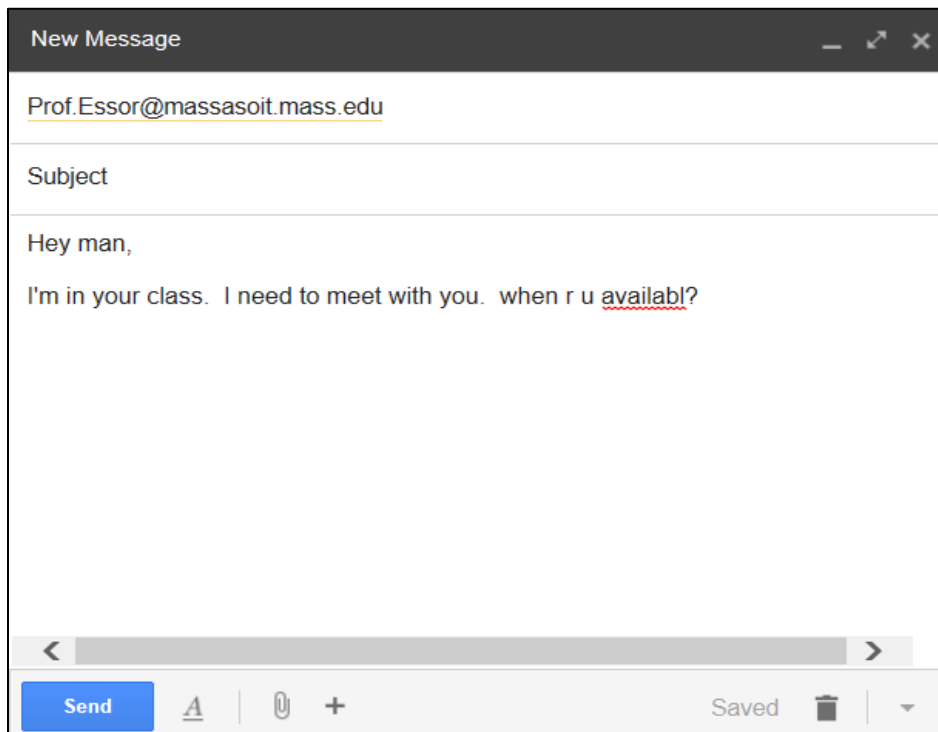 New Message
Prof.Essor@massasoit.mass.edu
Subject
Hey man,
I'm in your class.  I need to meet with you.  when r u availabl?
Send A Saved